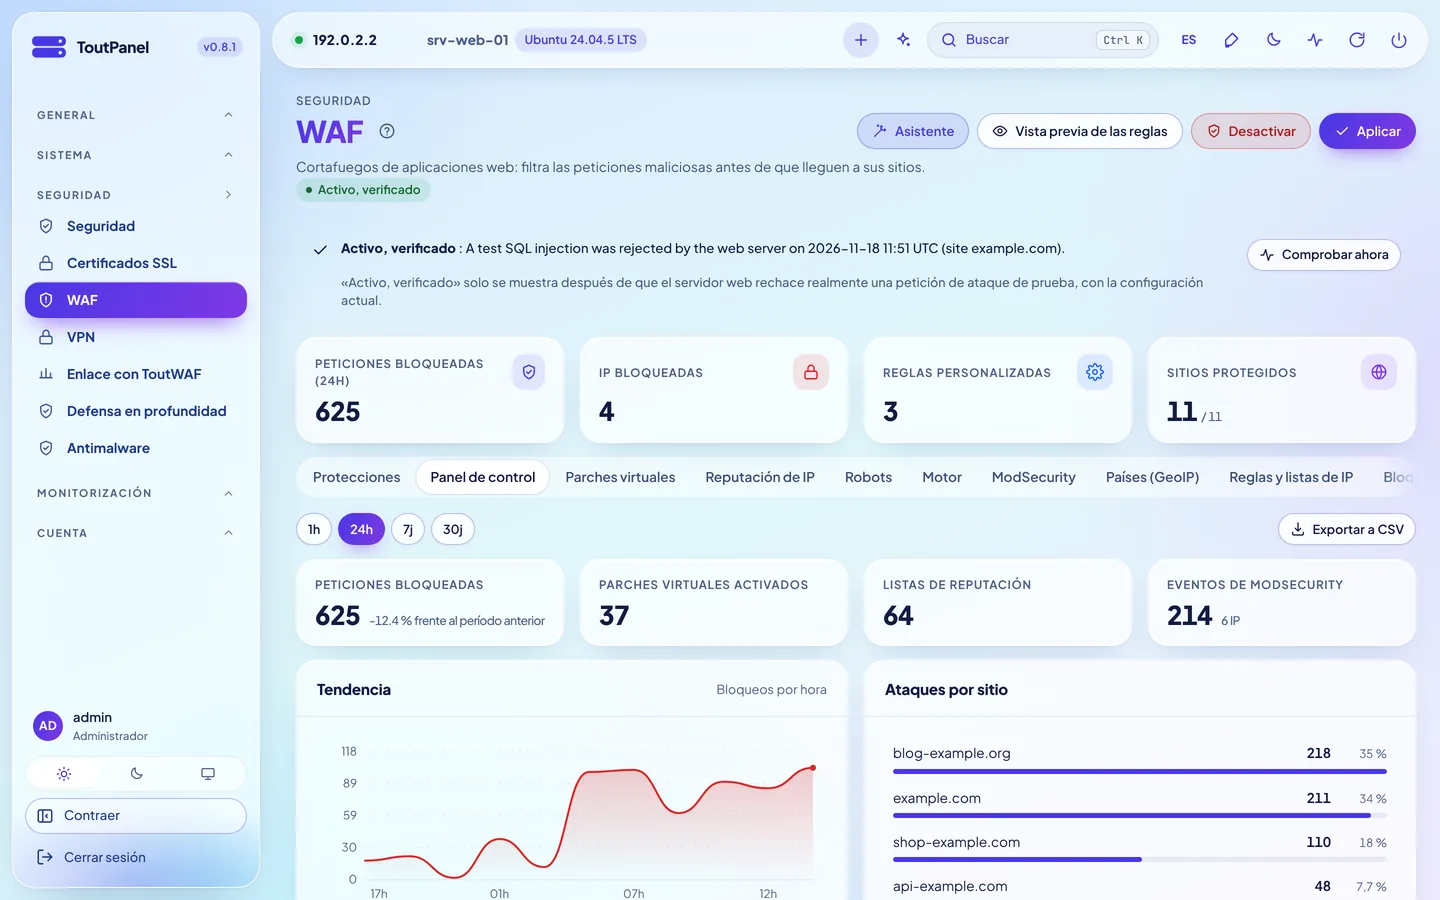 ToutPanel
v0.8.1
GENERAL
SISTEMA
SEGURIDAD
Seguridad
Certificados SSL
WAF
VPN
Enlace con ToutWAF
Defensa en profundidad
Antimalware
MONITORIZACIÓN
CUENTA
AD
admin
Administrador
Contraer
Cerrar sesión
192.0.2.2
srv-web-01
Ubuntu 24.04.5 LTS
Buscar
Ctrl K
ES
SEGURIDAD
WAF
Asistente
Vista previa de las reglas
Desactivar
Aplicar
Cortafuegos de aplicaciones web: filtra las peticiones maliciosas antes de que lleguen a sus sitios.
Activo, verificado
Activo, verificado : A test SQL injection was rejected by the web server on 2026-11-18 11:51 UTC (site example.com).
Comprobar ahora
«Activo, verificado» solo se muestra después de que el servidor web rechace realmente una petición de ataque de prueba, con la configuración
actual.
PETICIONES BLOQUEADAS
(24H)
625
IP BLOQUEADAS
4
REGLAS PERSONALIZADAS
3
SITIOS PROTEGIDOS
11 / 11
Protecciones
Panel de control
Parches virtuales
Reputación de IP
Robots
Motor
ModSecurity
Países (GeoIP)
Reglas y listas de IP
Bloq
1h
24h
7j
30j
Exportar a CSV
PETICIONES BLOQUEADAS
625 -12.4 % frente al período anterior
PARCHES VIRTUALES ACTIVADOS
37
LISTAS DE REPUTACIÓN
64
EVENTOS DE MODSECURITY
214 6 IP
Tendencia
Bloqueos por hora
118
89
59
30
0
17h
01h
07h
12h
Ataques por sitio
blog-example.org 218 35 %
example.com 211 34 %
shop-example.com 110 18 %
api-example.com 48 7.7 %